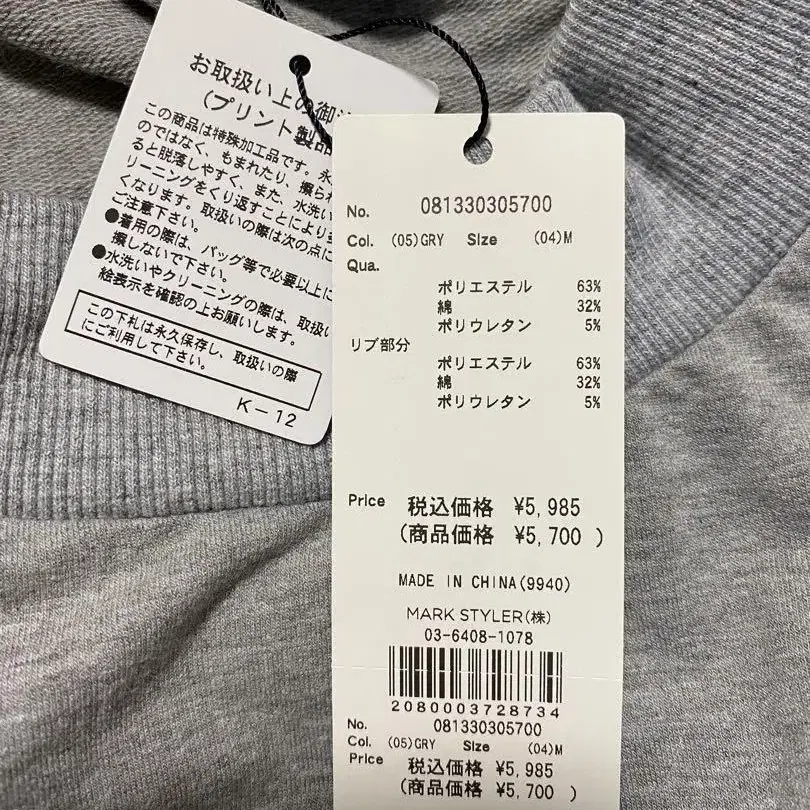 お取扱い上の御
(プリント製品
この商品は特殊加工品です。永
のではなく、もまれたり、擦られ
ると脱落しやすく、また、水洗い
リーニングをくり返すことにより
くなります。取扱いの際は次の点に
ご注意下さい。
●着用の際は、バッグ等で必要以上に
擦しないで下さい。
●水洗いやクリーニングの際は、取扱い
絵表示を確認の上お願いします。
この下札は永久保存し、取扱いの際
にご利用して下さい。
K-12
No. 081330305700
Col. (05)GRY Size (04)M
Qua.
ポリエステル 63%
綿 32%
ポリウレタン 5%
リブ部分
ポリエステル 63%
綿 32%
ポリウレタン 5%
Price 税込価格 ¥5,985
(商品価格 ¥5,700 )
MADE IN CHINA(9940)
MARK STYLER(株)
03-6408-1078
2080003728734
No. 081330305700
Col. (05)GRY Size (04)M
Price 税込価格 ¥5,985
(商品価格 ¥5,700 )